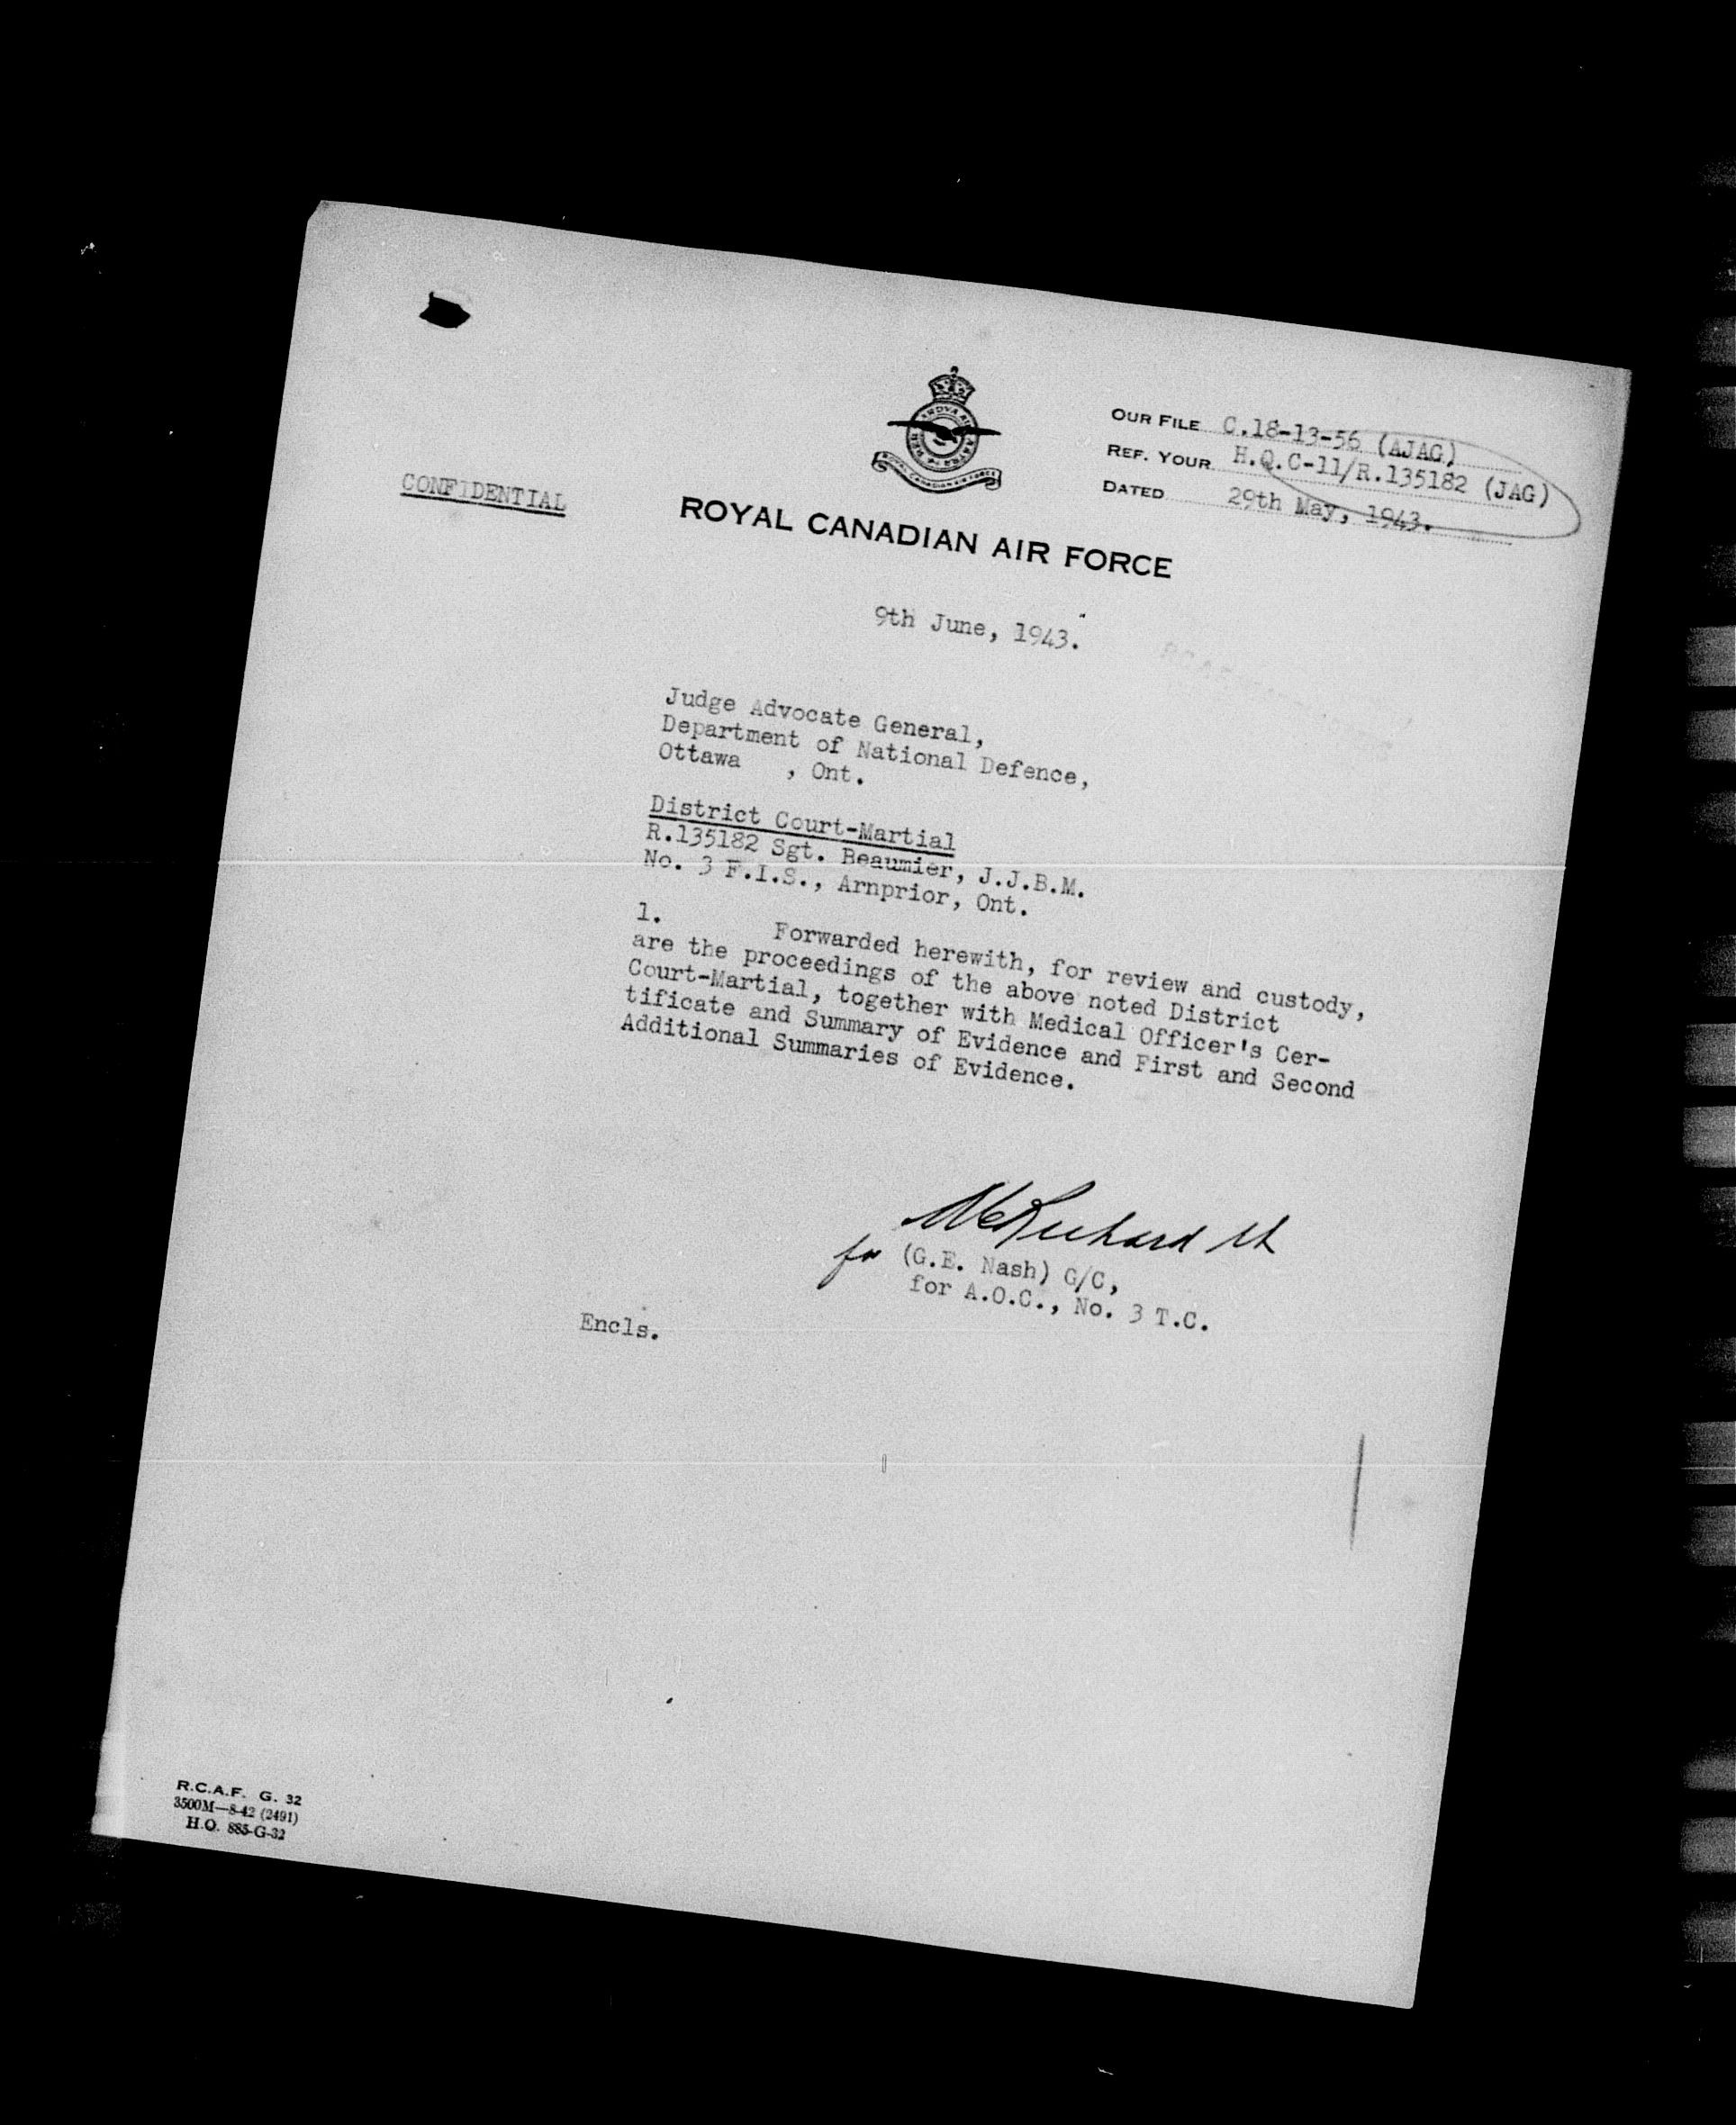 OUR FILE C.18-13-56 (AJAG)
REF. YOUR H.Q.C-11/R.135182 (JAG)
DATED 29th May, 1943.
CONFIDENTIAL
ROYAL CANADIAN AIR FORCE
ROYAL CANADIAN AIR FORCE
9th June, 1943.
Judge Advocate General,
Department of National Defence,
Ottawa , Ont.
District Court-Martial
R.135182 Sgt. Beaumier, J.J.B.M.
No. 3 F.I.S., Arnprior, Ont.
1. Forwarded herewith, for review and custody,
are the proceedings of the above noted District
Court-Martial, together with Medical Officer's Cer-
tificate and Summary of Evidence and First and Second
Additional Summaries of Evidence.
for (G.E. Nash) G/C,
for A.O.C., No. 3 T.C.
Encls.
R.C.A.F. G. 32
3500M—8-42 (2491)
H.Q. 885-G-32